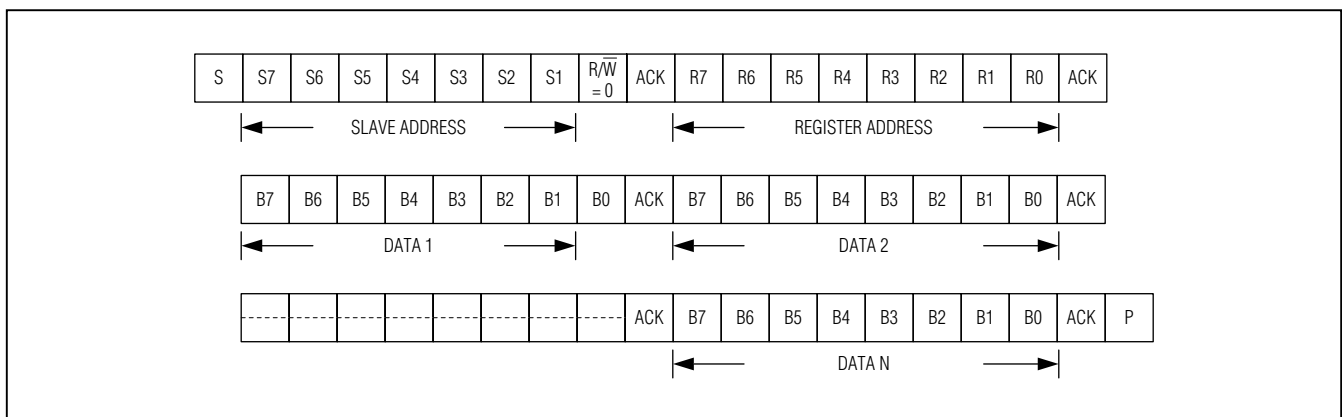 S S7 S6 S5 S4 S3 S2 S1 R/W̅ = 0 ACK R7 R6 R5 R4 R3 R2 R1 R0 ACK
SLAVE ADDRESS REGISTER ADDRESS
B7 B6 B5 B4 B3 B2 B1 B0 ACK B7 B6 B5 B4 B3 B2 B1 B0 ACK
DATA 1 DATA 2
ACK B7 B6 B5 B4 B3 B2 B1 B0 ACK P
DATA N